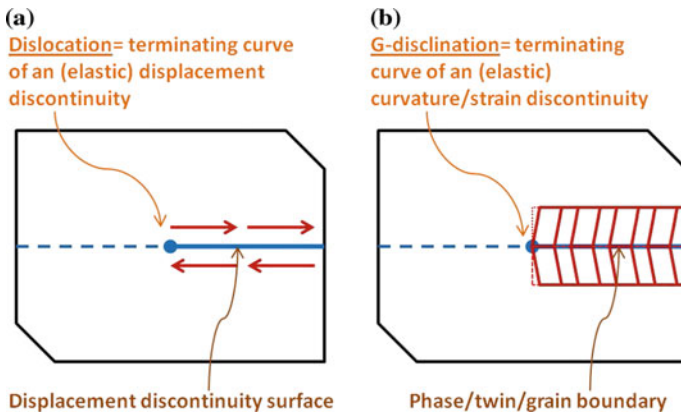 (a)
Dislocation= terminating curve
of an (elastic) displacement
discontinuity
Displacement discontinuity surface
(b)
G-disclination= terminating
curve of an (elastic)
curvature/strain discontinuity
Phase/twin/grain boundary